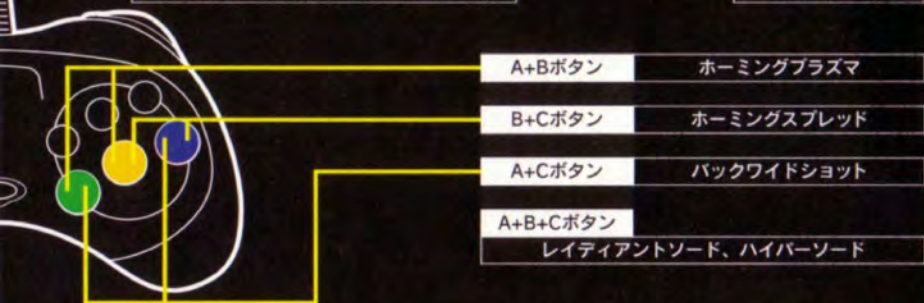 A+Bボタン ホーミングプラズマ
B+Cボタン ホーミングスプレッド
A+Cボタン バックワイドショット
A+B+Cボタン
レイディアントソード、ハイパーソード